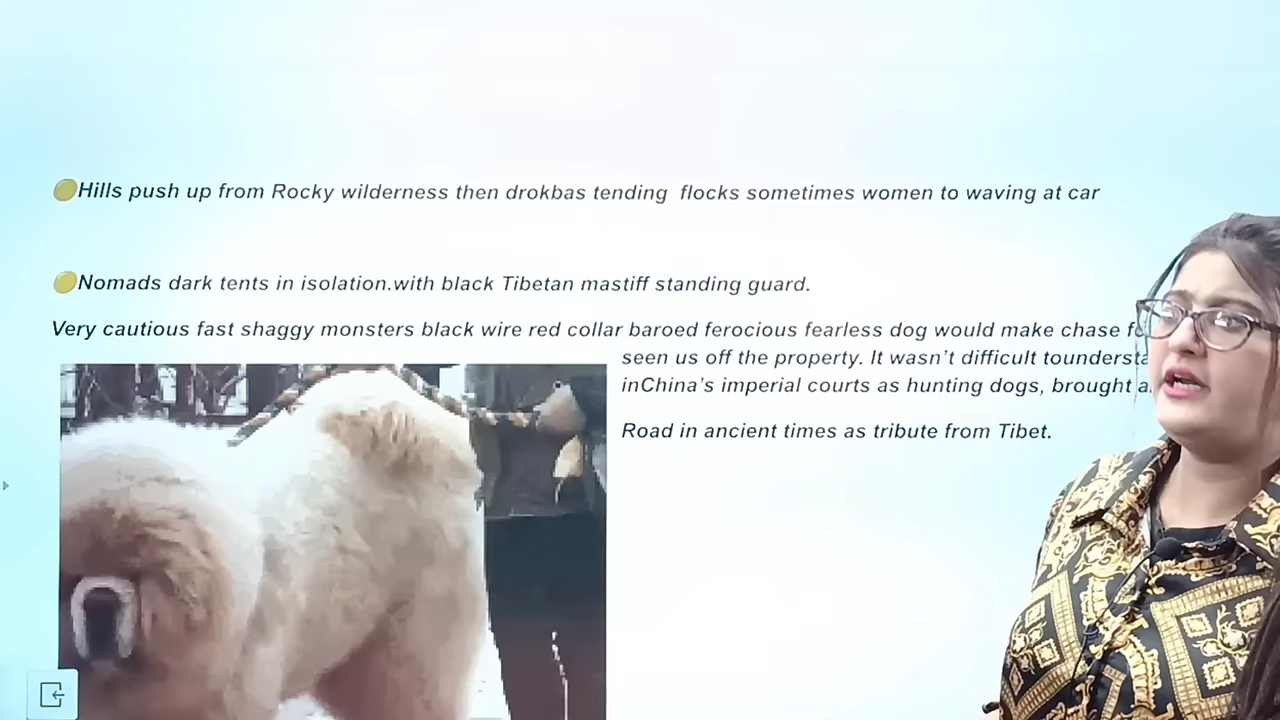 Hills push up from Rocky wilderness then drokbas tending flocks sometimes women to waving at car
Nomads dark tents in isolation.with black Tibetan mastiff standing guard.
Very cautious fast shaggy monsters black wire red collar baroed ferocious fearless dog would make chase
seen us off the property. It wasn't difficult
inChina's imperial courts as hunting dogs, brought
Road in ancient times as tribute from Tibet.